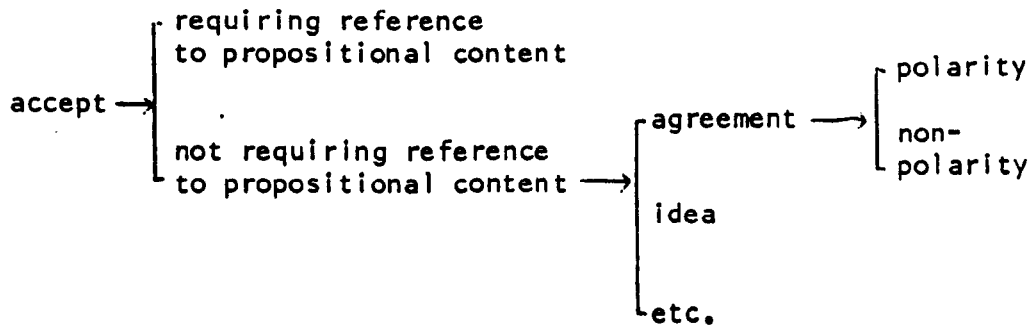 requiring reference
to propositional content
accept
not requiring reference
to propositional content
agreement
idea
etc.
polarity
non-
polarity